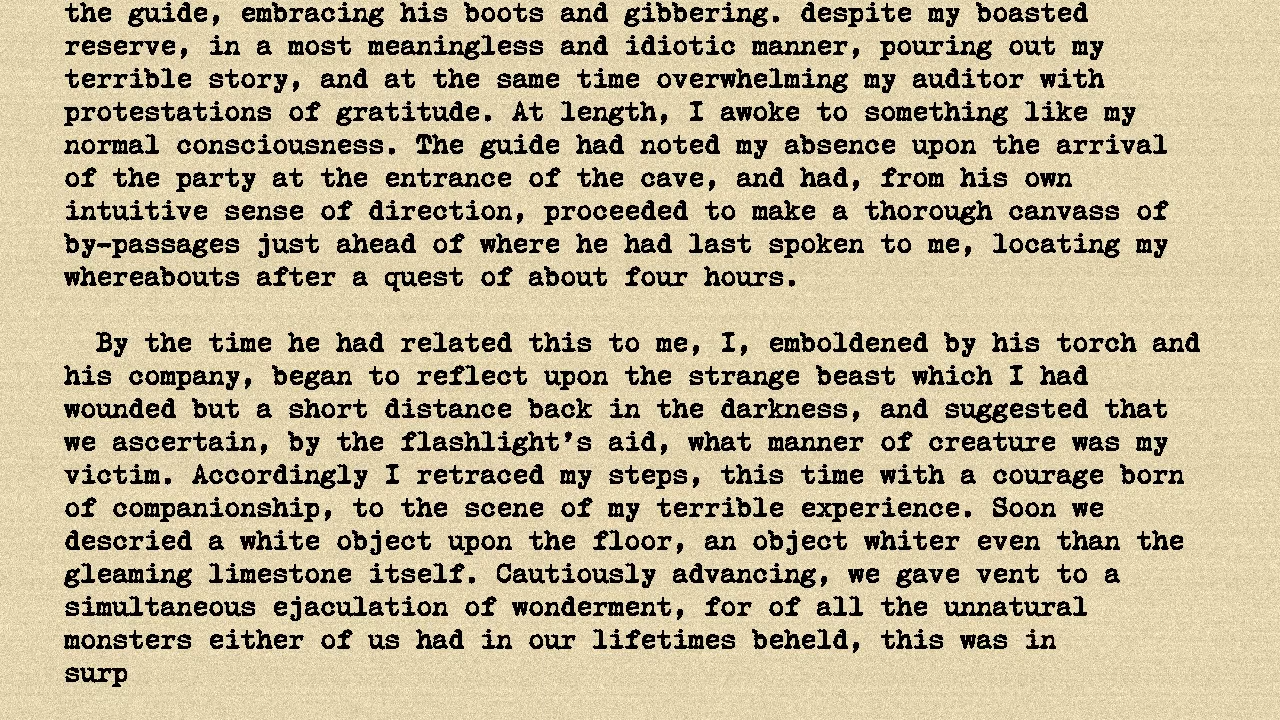 the guide, embracing his boots and gibbering. despite my boasted
reserve, in a most meaningless and idiotic manner, pouring out my
terrible story, and at the same time overwhelming my auditor with
protestations of gratitude. At length, I awoke to something like my
normal consciousness. The guide had noted my absence upon the arrival
of the party at the entrance of the cave, and had, from his own
intuitive sense of direction, proceeded to make a thorough canvass of
by-passages just ahead of where he had last spoken to me, locating my
whereabouts after a quest of about four hours.
By the time he had related this to me, I, emboldened by his torch and
his company, began to reflect upon the strange beast which I had
wounded but a short distance back in the darkness, and suggested that
we ascertain, by the flashlight's aid, what manner of creature was my
victim. Accordingly I retraced my steps, this time with a courage born
of companionship, to the scene of my terrible experience. Soon we
descried a white object upon the floor, an object whiter even than the
gleaming limestone itself. Cautiously advancing, we gave vent to a
simultaneous ejaculation of wonderment, for of all the unnatural
monsters either of us had in our lifetimes beheld, this was in
surp